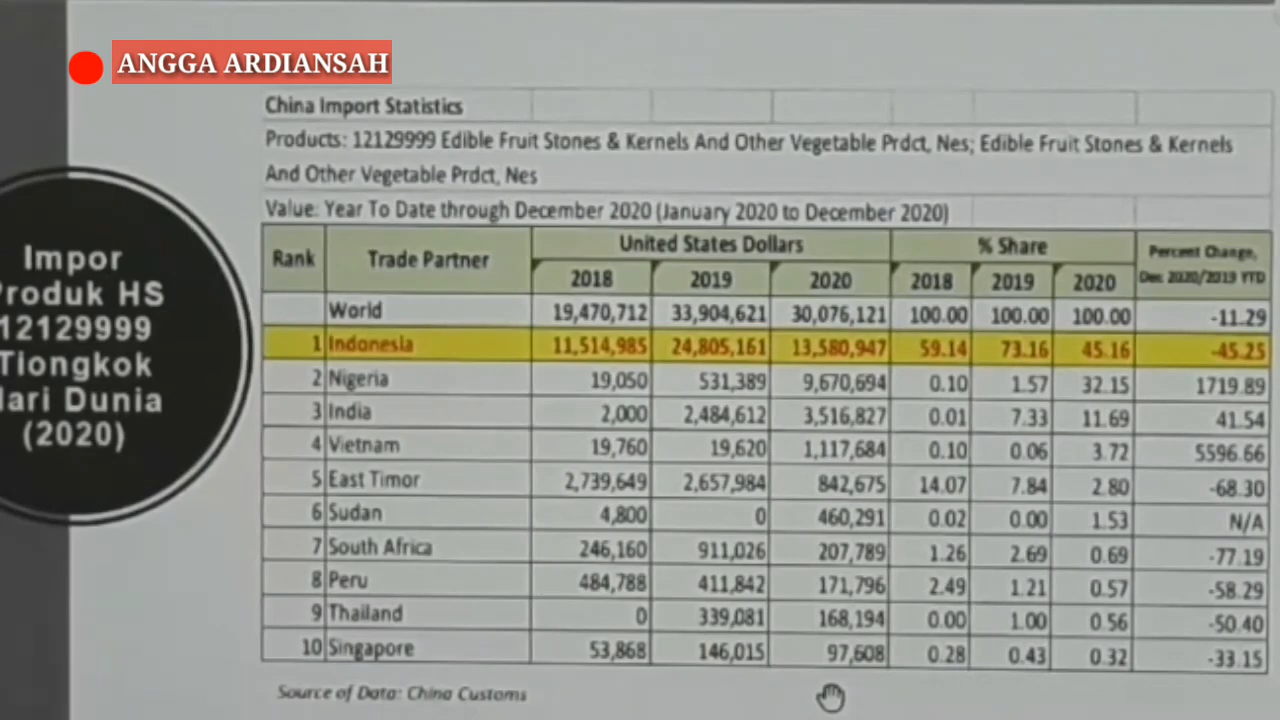 ANGGA ARDIANSAH
China Import Statistics
Products: 12129999 Edible Fruit Stones & Kernels And Other Vegetable Prdct, Nes; Edible Fruit Stones & Kernels
And Other Vegetable Prdct, Nes
Value: Year To Date through December 2020 (January 2020 to December 2020)
Rank Trade Partner United States Dollars % Share Percent Change,
2018 2019 2020 2018 2019 2020 Dec 2020/2019 YTD
World 19,470,712 33,904,621 30,076,121 100.00 100.00 100.00 -11.29
1 Indonesia 11,514,985 24,805,161 13,580,947 59.14 73.16 45.16 -45.25
2 Nigeria 19,050 531,389 9,670,694 0.10 1.57 32.15 1719.89
3 India 2,000 2,484,612 3,516,827 0.01 7.33 11.69 41.54
4 Vietnam 19,760 19,620 1,117,684 0.10 0.06 3.72 5596.66
5 East Timor 2,739,649 2,657,984 842,675 14.07 7.84 2.80 -68.30
6 Sudan 4,800 0 460,291 0.02 0.00 1.53 N/A
7 South Africa 246,160 911,026 207,789 1.26 2.69 0.69 -77.19
8 Peru 484,788 411,842 171,796 2.49 1.21 0.57 -58.29
9 Thailand 0 339,081 168,194 0.00 1.00 0.56 -50.40
10 Singapore 53,868 146,015 97,608 0.28 0.43 0.32 -33.15
Source of Data: China Customs
Impor
roduk HS
12129999
Tiongkok
ari Dunia
(2020)